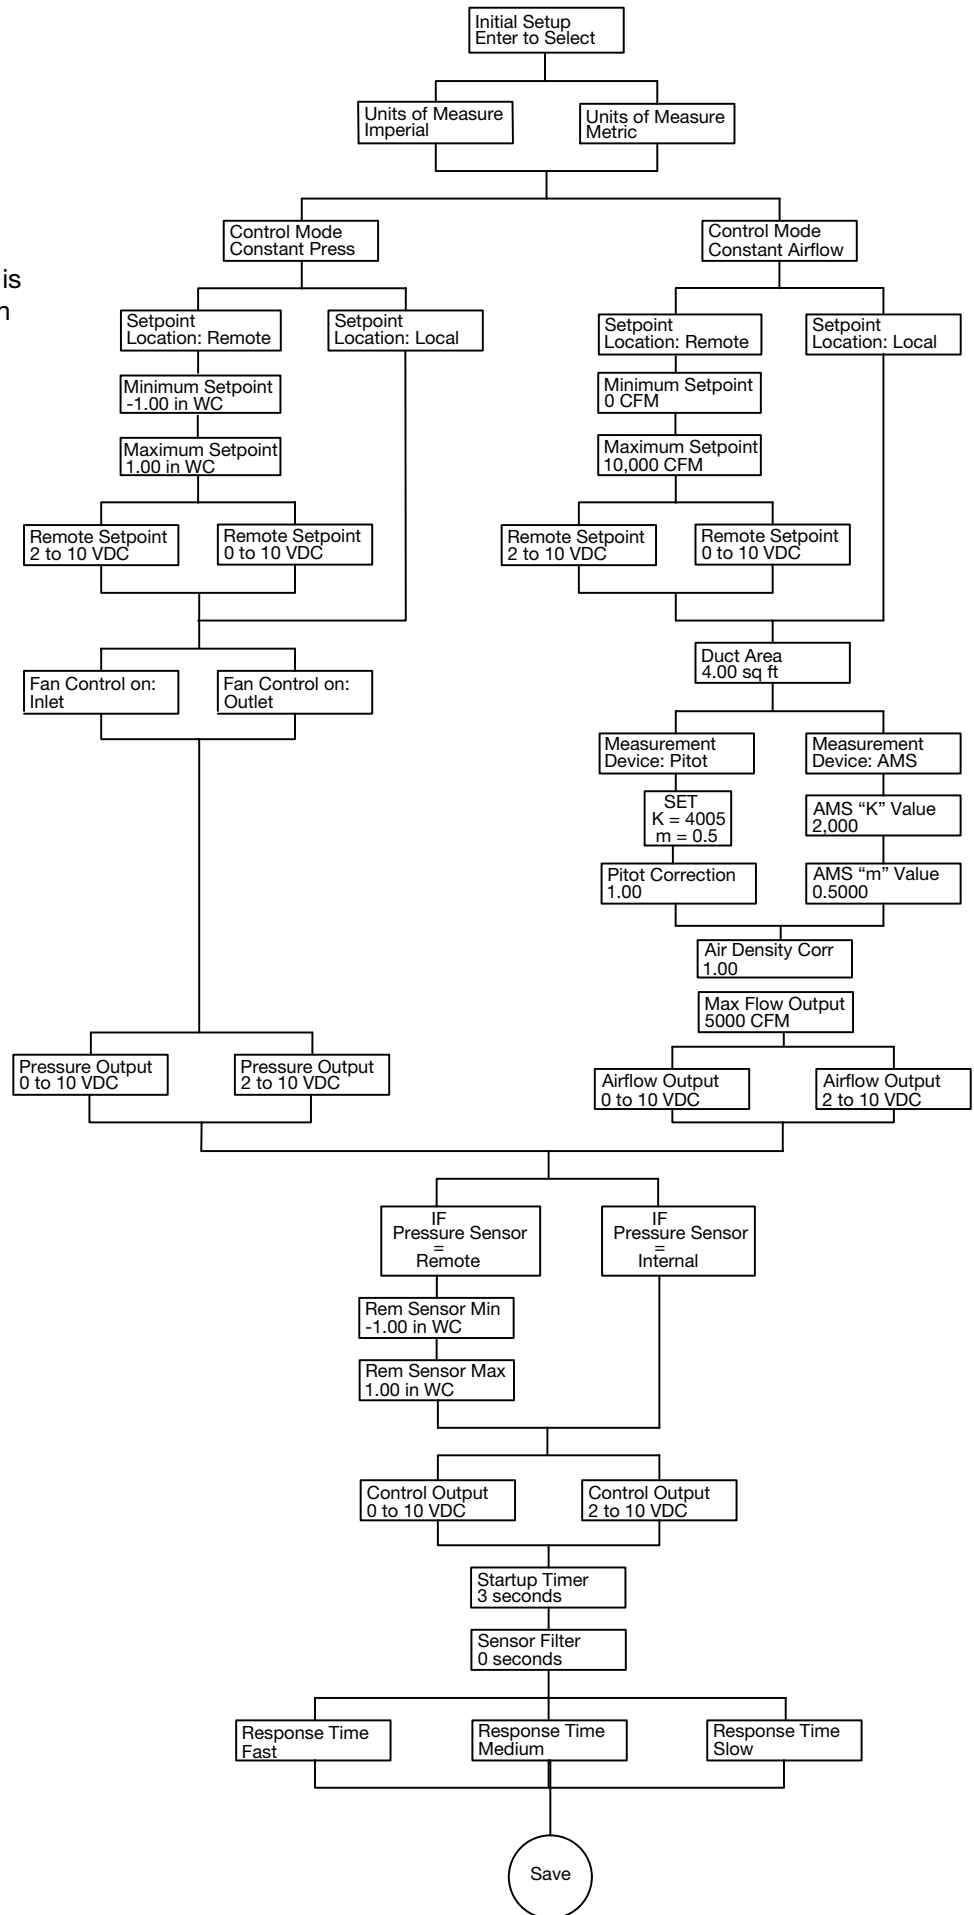 Initial Setup
Enter to Select
Units of Measure
Imperial
Units of Measure
Metric
Control Mode
Constant Press
Control Mode
Constant Airflow
is
n
Setpoint
Location: Remote
Setpoint
Location: Local
Setpoint
Location: Remote
Setpoint
Location: Local
Minimum Setpoint
-1.00 in WC
Minimum Setpoint
0 CFM
Maximum Setpoint
1.00 in WC
Maximum Setpoint
10,000 CFM
Remote Setpoint
2 to 10 VDC
Remote Setpoint
0 to 10 VDC
Remote Setpoint
2 to 10 VDC
Remote Setpoint
0 to 10 VDC
Fan Control on:
Inlet
Fan Control on:
Outlet
Duct Area
4.00 sq ft
Measurement
Device: Pitot
Measurement
Device: AMS
SET
K = 4005
m = 0.5
AMS “K” Value
2,000
Pitot Correction
1.00
AMS “m” Value
0.5000
Air Density Corr
1.00
Max Flow Output
5000 CFM
Pressure Output
0 to 10 VDC
Pressure Output
2 to 10 VDC
Airflow Output
0 to 10 VDC
Airflow Output
2 to 10 VDC
IF
Pressure Sensor
=
Remote
IF
Pressure Sensor
=
Internal
Rem Sensor Min
-1.00 in WC
Rem Sensor Max
1.00 in WC
Control Output
0 to 10 VDC
Control Output
2 to 10 VDC
Startup Timer
3 seconds
Sensor Filter
0 seconds
Response Time
Fast
Response Time
Medium
Response Time
Slow
Save